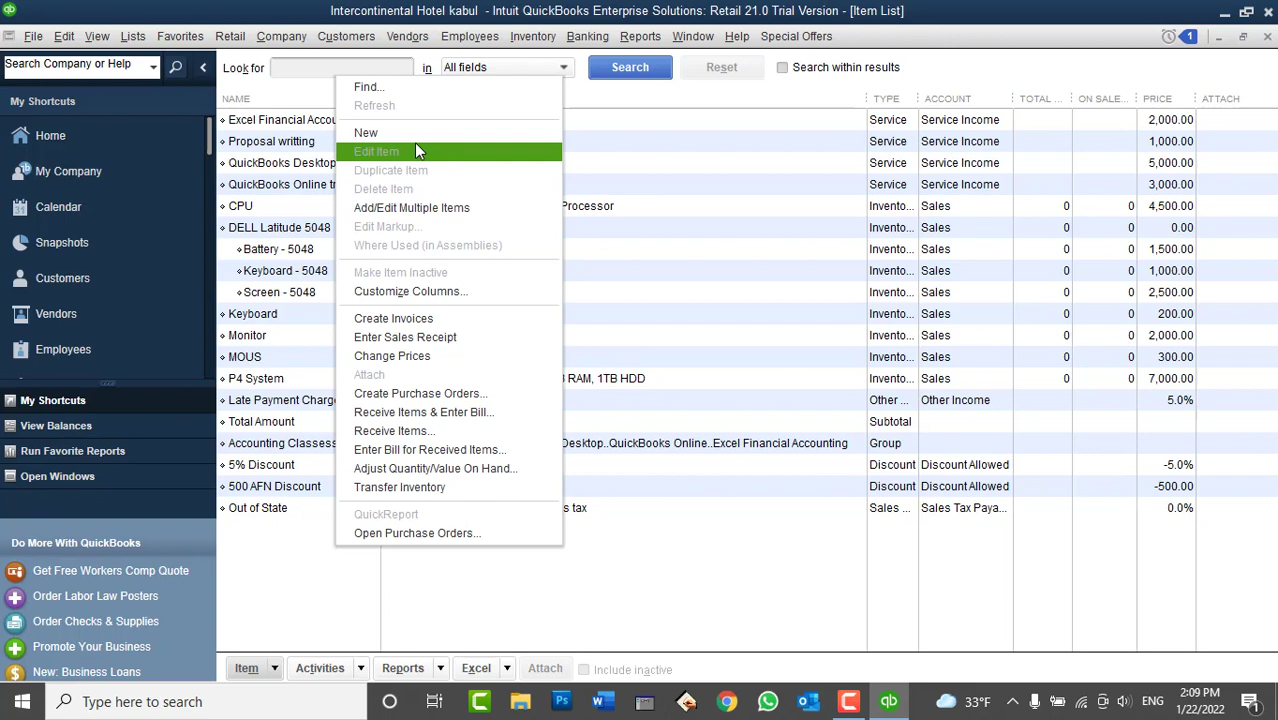 Intercontinental Hotel kabul - Intuit QuickBooks Enterprise Solutions: Retail 21.0 Trial Version - [Item List]
File Edit View Lists Favorites Retail Company Customers Vendors Employees Inventory Banking Reports Window Help Special Offers 1
Search Company or Help
Look for in All fields Search Reset Search within results
My Shortcuts
Home
My Company
Calendar
Snapshots
Customers
Vendors
Employees
My Shortcuts
View Balances
Run Favorite Reports
Open Windows
Do More With QuickBooks
Get Free Workers Comp Quote
Order Labor Law Posters
Order Checks & Supplies
Promote Your Business
New: Business Loans
NAME TYPE ACCOUNT TOTAL ... ON SALE... PRICE ATTACH
Excel Financial Accou Service Service Income 2,000.00
Proposal writting Service Service Income 1,000.00
QuickBooks Desktop Service Service Income 5,000.00
QuickBooks Online tr Service Service Income 3,000.00
CPU Processor Invento... Sales 0 0 4,500.00
DELL Latitude 5048 Invento... Sales 0 0 0.00
Battery - 5048 Invento... Sales 0 0 1,500.00
Keyboard - 5048 Invento... Sales 0 0 1,000.00
Screen - 5048 Invento... Sales 0 0 2,500.00
Keyboard Invento... Sales 0 0 200.00
Monitor Invento... Sales 0 0 2,000.00
MOUS Invento... Sales 0 0 300.00
P4 System RAM, 1TB HDD Invento... Sales 0 0 7,000.00
Late Payment Charg Other ... Other Income 5.0%
Total Amount Subtotal
Accounting Classess Desktop..QuickBooks Online..Excel Financial Accounting Group
5% Discount Discount Discount Allowed -5.0%
500 AFN Discount Discount Discount Allowed -500.00
Out of State s tax Sales ... Sales Tax Paya... 0.0%
Find...
Refresh
New
Edit Item
Duplicate Item
Delete Item
Add/Edit Multiple Items
Edit Markup...
Where Used (in Assemblies)
Make Item Inactive
Customize Columns...
Create Invoices
Enter Sales Receipt
Change Prices
Attach
Create Purchase Orders...
Receive Items & Enter Bill...
Receive Items...
Enter Bill for Received Items...
Adjust Quantity/Value On Hand...
Transfer Inventory
QuickReport
Open Purchase Orders...
Item Activities Reports Excel Attach Include inactive
Type here to search
33°F ENG 2:09 PM
1/22/2022 1